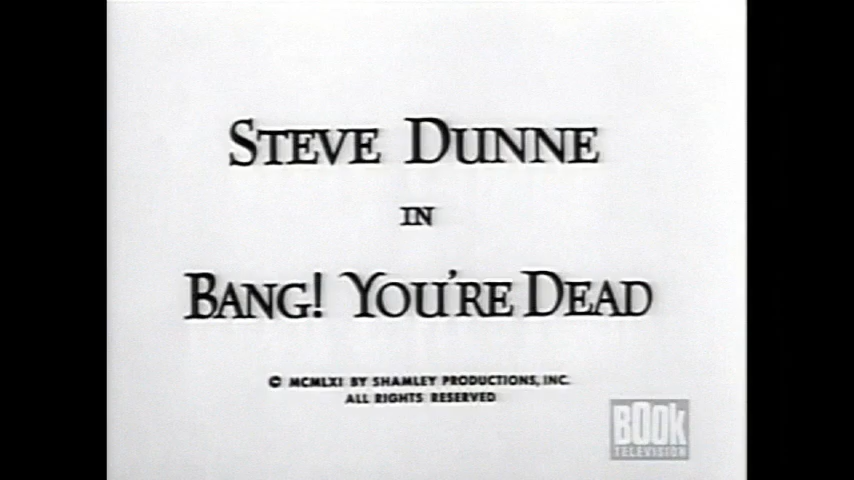 STEVE DUNNE
IN
BANG! YOU'RE DEAD
© MCMLXI BY SHAMLEY PRODUCTIONS, INC.
ALL RIGHTS RESERVED
BOOK
TELEVISION